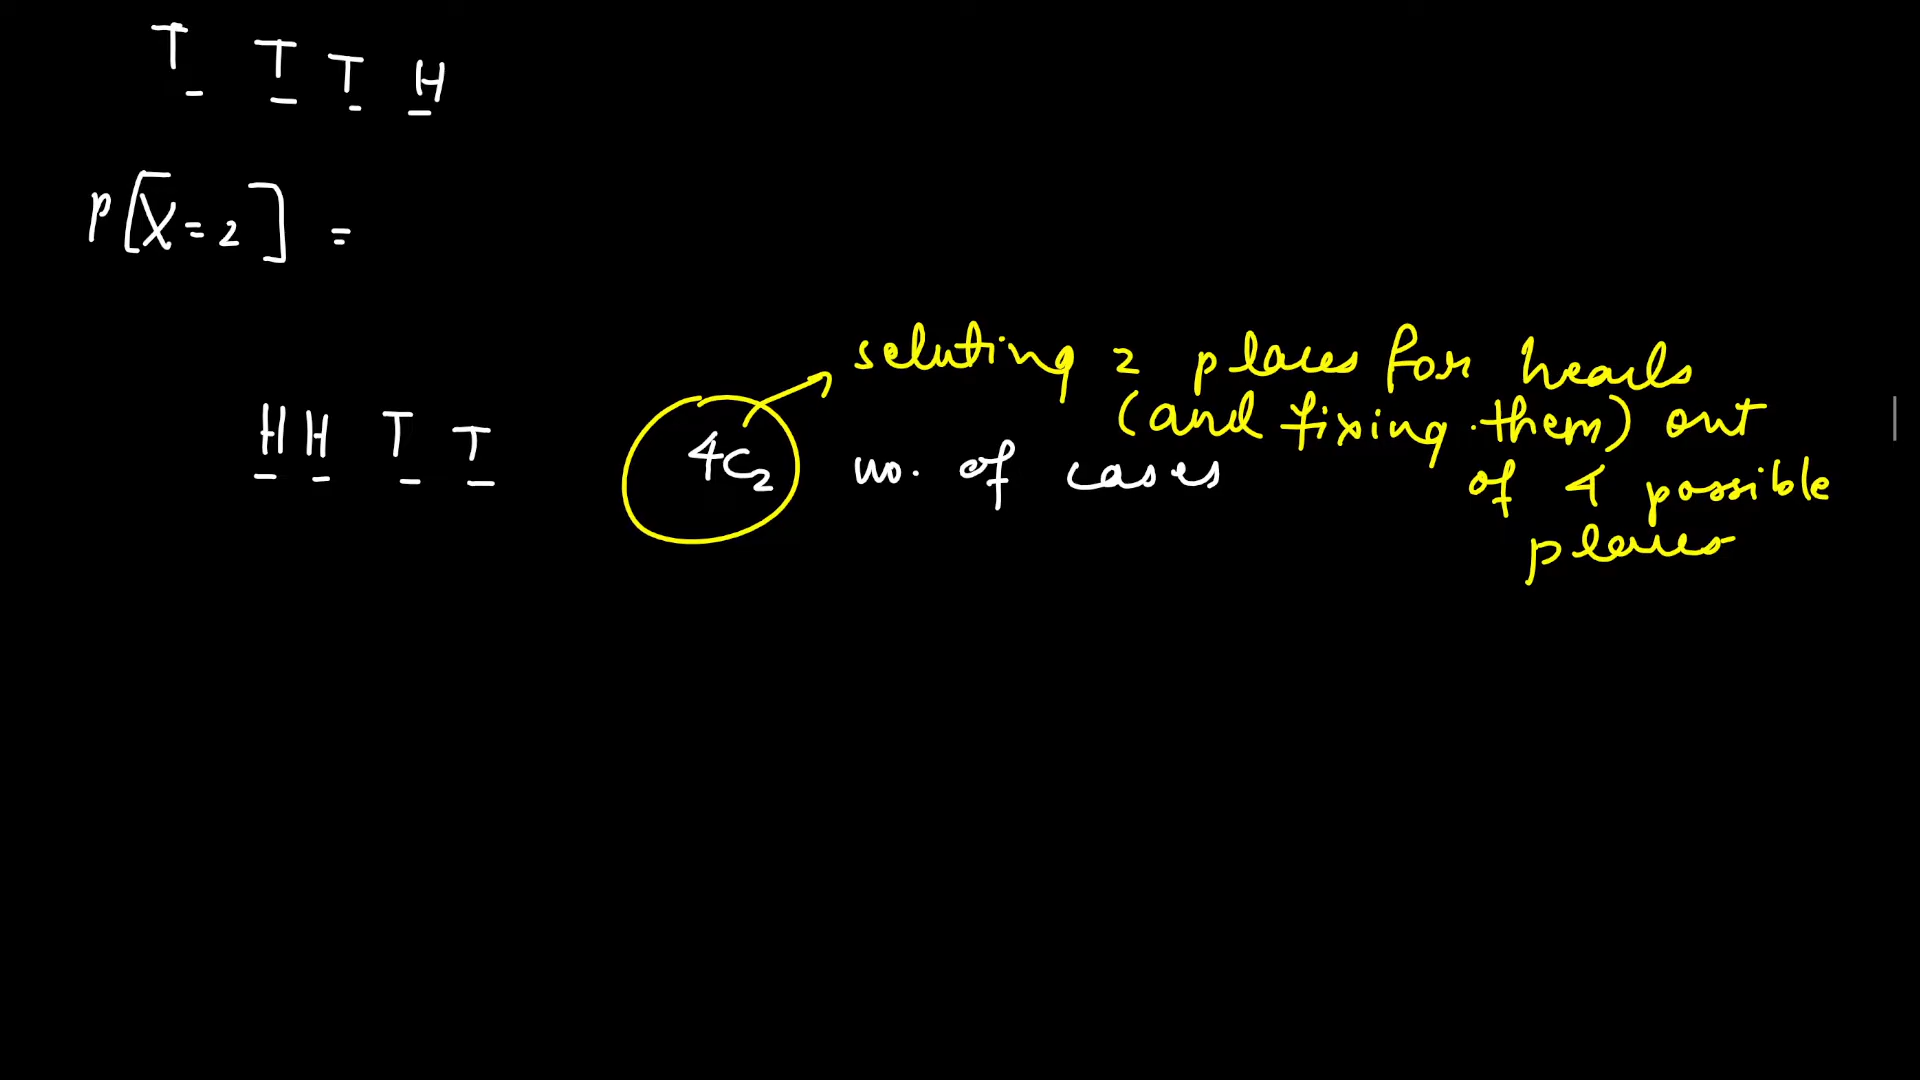 T T T H
P[X=2] =
selecting 2 places for heads
(and fixing them) out
H H T T 4C₂ no. of cases
of 4 possible
places